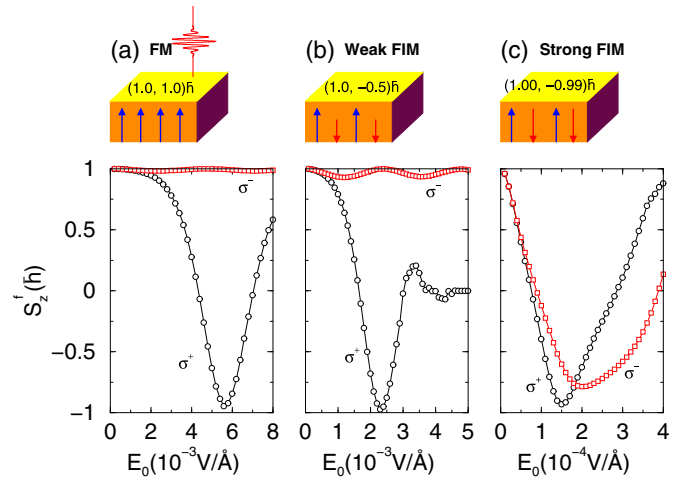 (a) FM
(1.0, 1.0)ħ
(b) Weak FIM
(1.0, −0.5)ħ
(c) Strong FIM
(1.00, −0.99)ħ
S_z^f(ħ)
1
0.5
0
−0.5
−1
σ⁻
σ⁺
0 2 4 6 8
E₀(10⁻³V/Å)
σ⁻
σ⁺
0 1 2 3 4 5
E₀(10⁻³V/Å)
σ⁺
σ⁻
0 1 2 3 4
E₀(10⁻⁴V/Å)